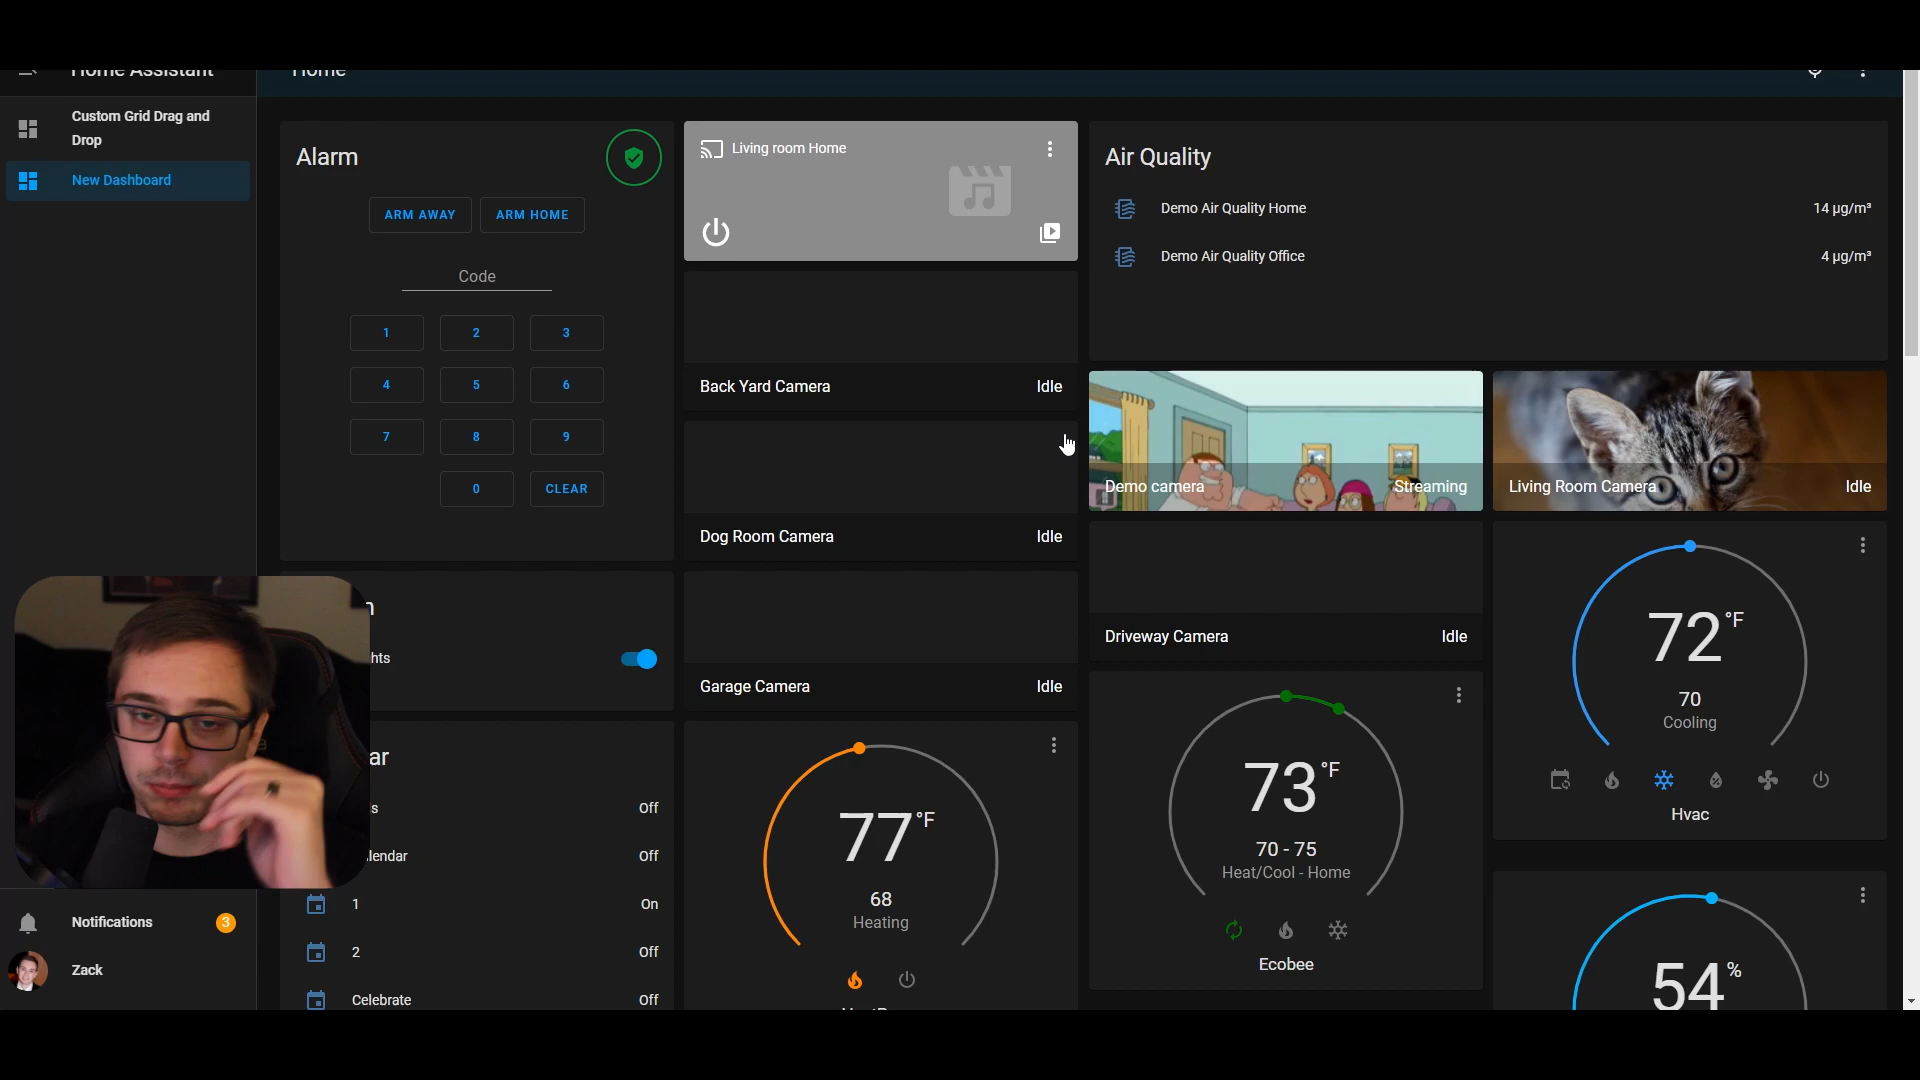 Home Assistant
Home
Custom Grid Drag and
Drop
New Dashboard
Alarm
ARM AWAY
ARM HOME
Code
1
2
3
4
5
6
7
8
9
0
CLEAR
hts
ar
s
Off
lendar
Off
1
On
2
Off
Celebrate
Off
Living room Home
Back Yard Camera
Idle
Dog Room Camera
Idle
Garage Camera
Idle
77 °F
68
Heating
Air Quality
Demo Air Quality Home
14 µg/m³
Demo Air Quality Office
4 µg/m³
Demo camera
Streaming
Living Room Camera
Idle
Driveway Camera
Idle
73 °F
70 - 75
Heat/Cool - Home
Ecobee
72 °F
70
Cooling
Hvac
54 %
Notifications
3
Zack